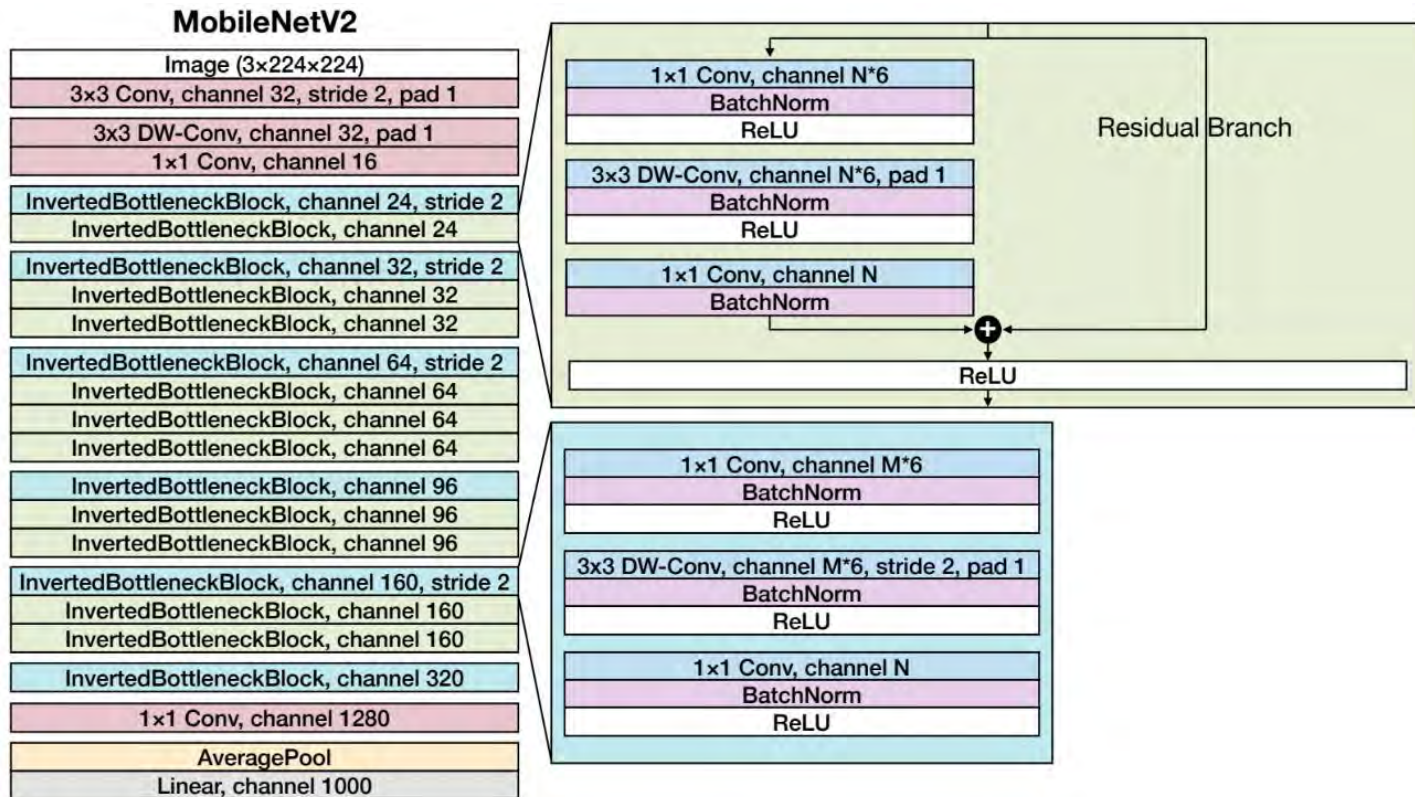 MobileNetV2
Image (3×224×224)
3×3 Conv, channel 32, stride 2, pad 1
3x3 DW-Conv, channel 32, pad 1
1×1 Conv, channel 16
InvertedBottleneckBlock, channel 24, stride 2
InvertedBottleneckBlock, channel 24
InvertedBottleneckBlock, channel 32, stride 2
InvertedBottleneckBlock, channel 32
InvertedBottleneckBlock, channel 32
InvertedBottleneckBlock, channel 64, stride 2
InvertedBottleneckBlock, channel 64
InvertedBottleneckBlock, channel 64
InvertedBottleneckBlock, channel 64
InvertedBottleneckBlock, channel 96
InvertedBottleneckBlock, channel 96
InvertedBottleneckBlock, channel 96
InvertedBottleneckBlock, channel 160, stride 2
InvertedBottleneckBlock, channel 160
InvertedBottleneckBlock, channel 160
InvertedBottleneckBlock, channel 320
1×1 Conv, channel 1280
AveragePool
Linear, channel 1000
1×1 Conv, channel N*6
BatchNorm
ReLU
3×3 DW-Conv, channel N*6, pad 1
BatchNorm
ReLU
1×1 Conv, channel N
BatchNorm
Residual Branch
+
ReLU
1×1 Conv, channel M*6
BatchNorm
ReLU
3x3 DW-Conv, channel M*6, stride 2, pad 1
BatchNorm
ReLU
1×1 Conv, channel N
BatchNorm
ReLU